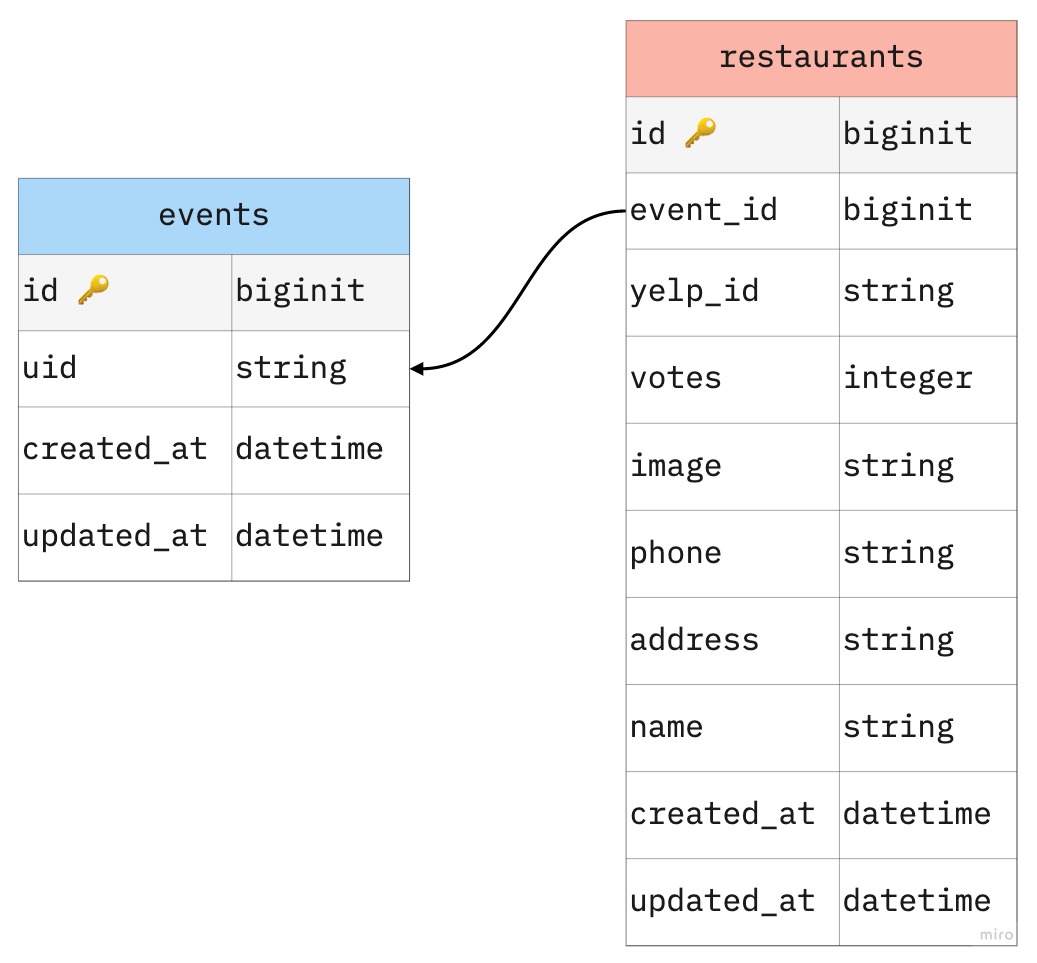 events
id 🔑 biginit
uid string
created_at datetime
updated_at datetime
restaurants
id 🔑 biginit
event_id biginit
yelp_id string
votes integer
image string
phone string
address string
name string
created_at datetime
updated_at datetime
miro